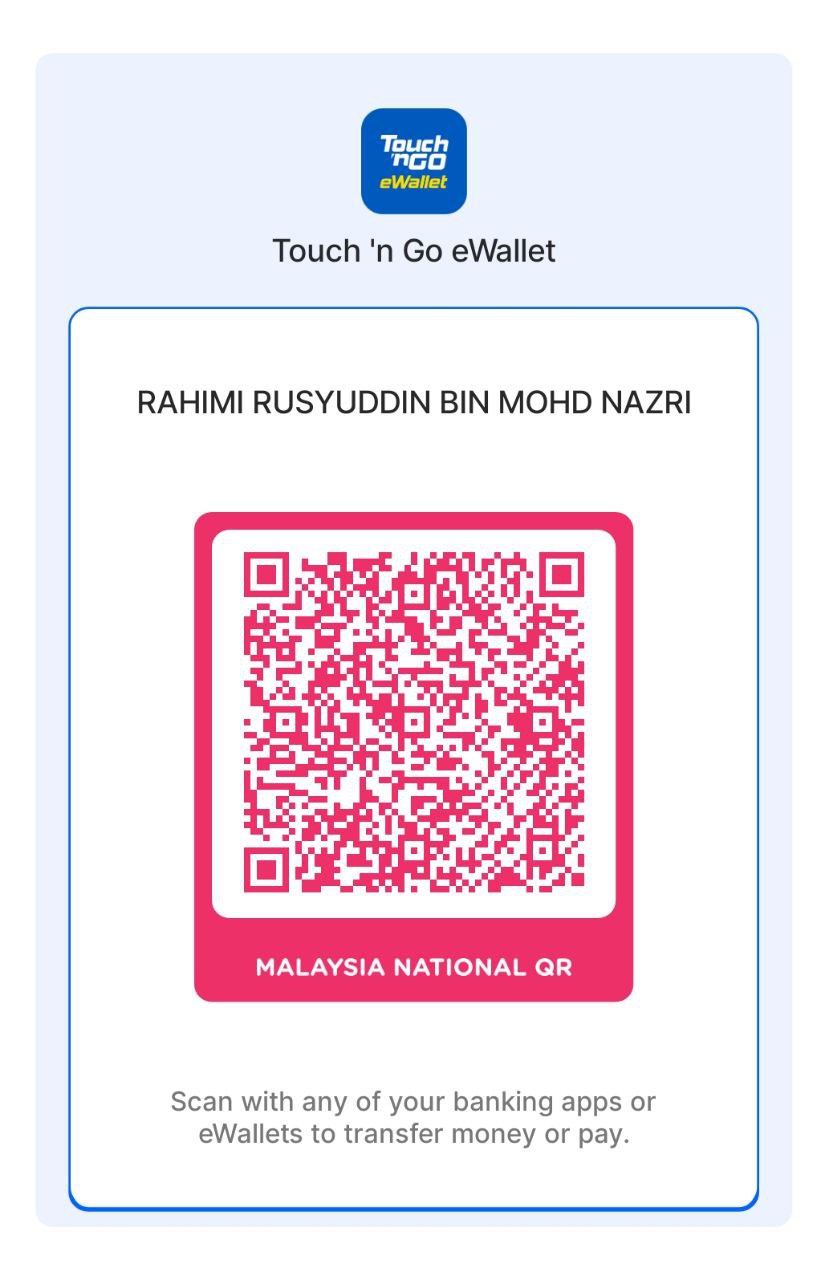 Touch
'nGO
eWallet
Touch 'n Go eWallet
RAHIMI RUSYUDDIN BIN MOHD NAZRI
MALAYSIA NATIONAL QR
Scan with any of your banking apps or
eWallets to transfer money or pay.